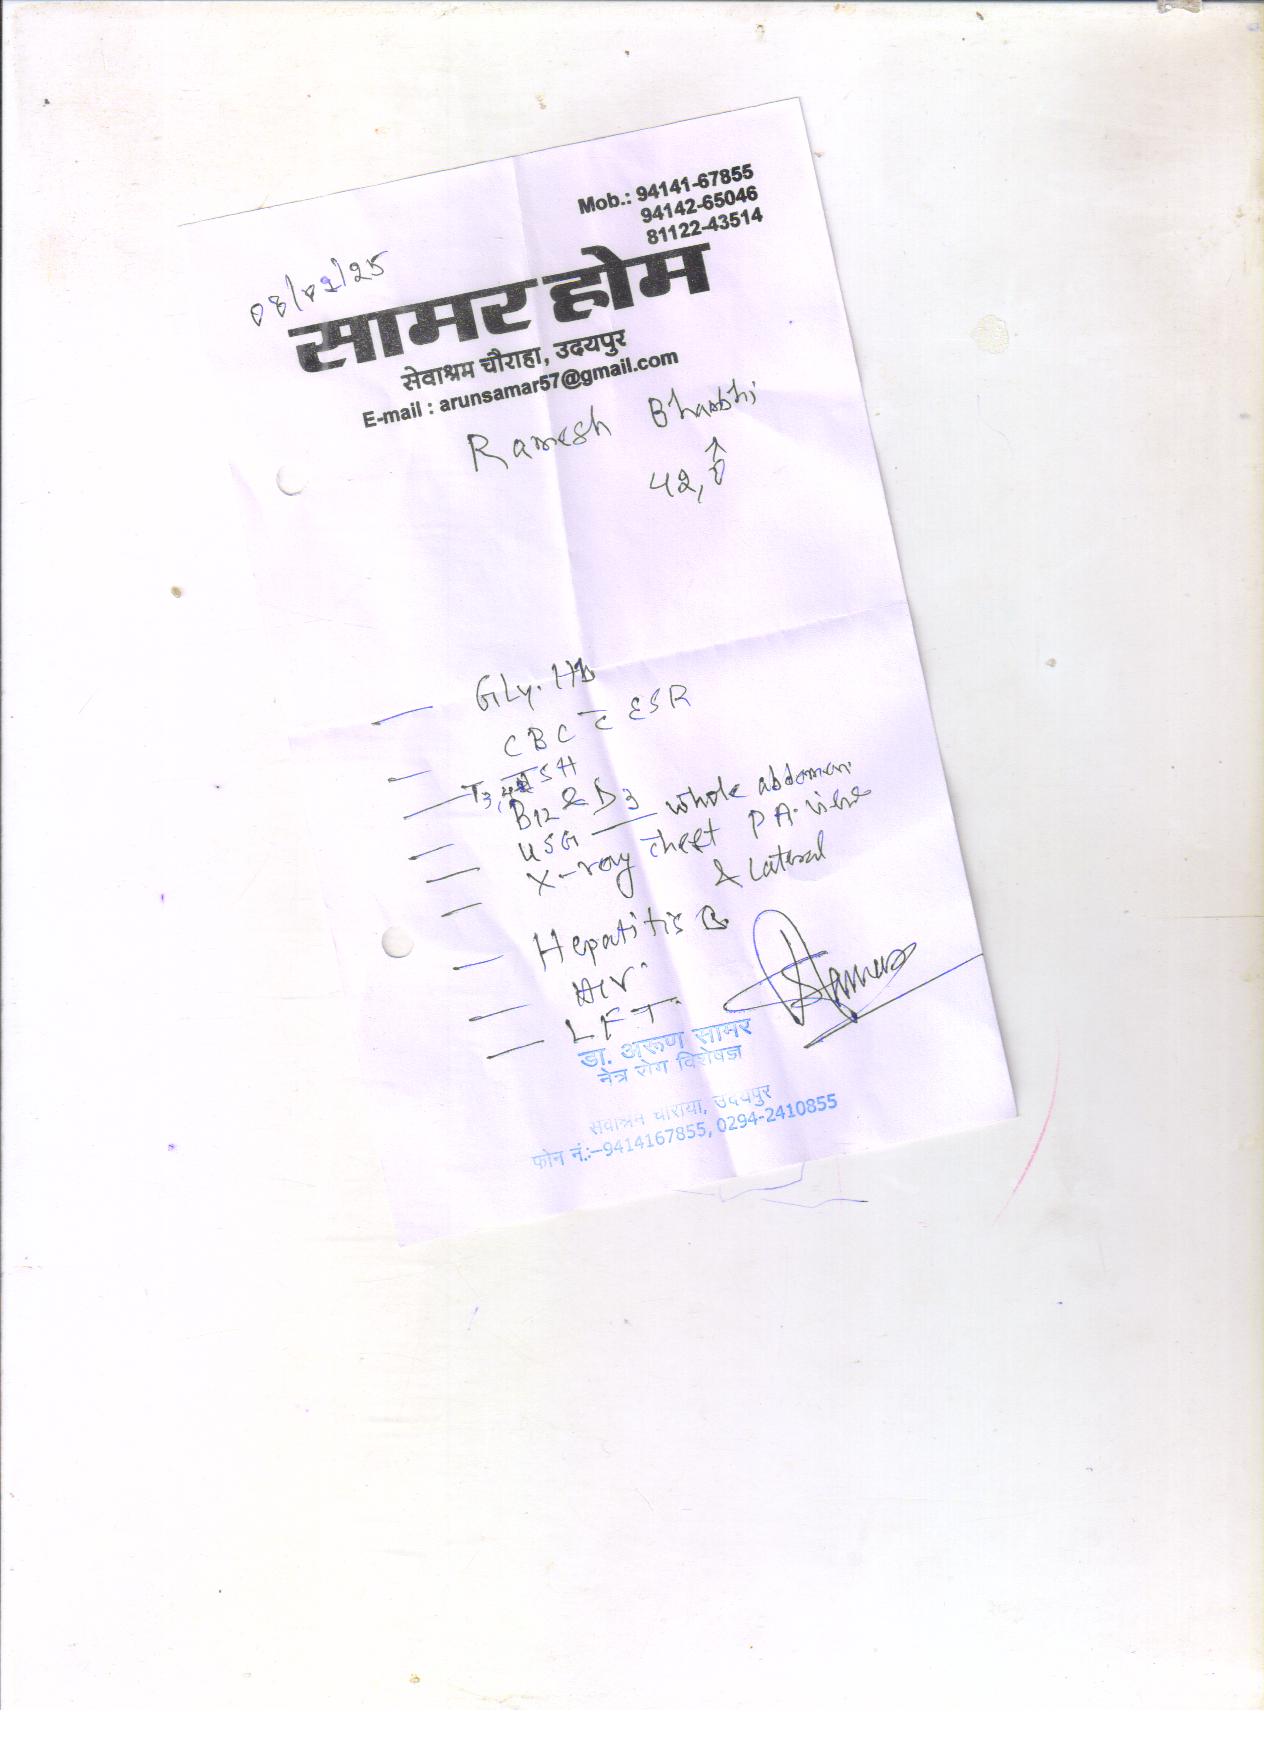 Mob.: 94141-67855
94142-65046
81122-43514
08/02/25
सामर होम
सेवाश्रम चौराहा, उदयपुर
E-mail : arunsamar57@gmail.com
Ramesh
42, ♂
— Gly. Hb
— CBC c̄ ESR
— T3, TSH
— B12 & D3
— USG — whole abdomen
— X-ray chest PA. view
& Lateral
— Hepatitis B
— HIV
— LFT
डा. अरूण सामर
नेत्र रोग विशेषज्ञ
सेवाश्रम चौराया, उदयपुर
फोन नं.:–9414167855, 0294-2410855